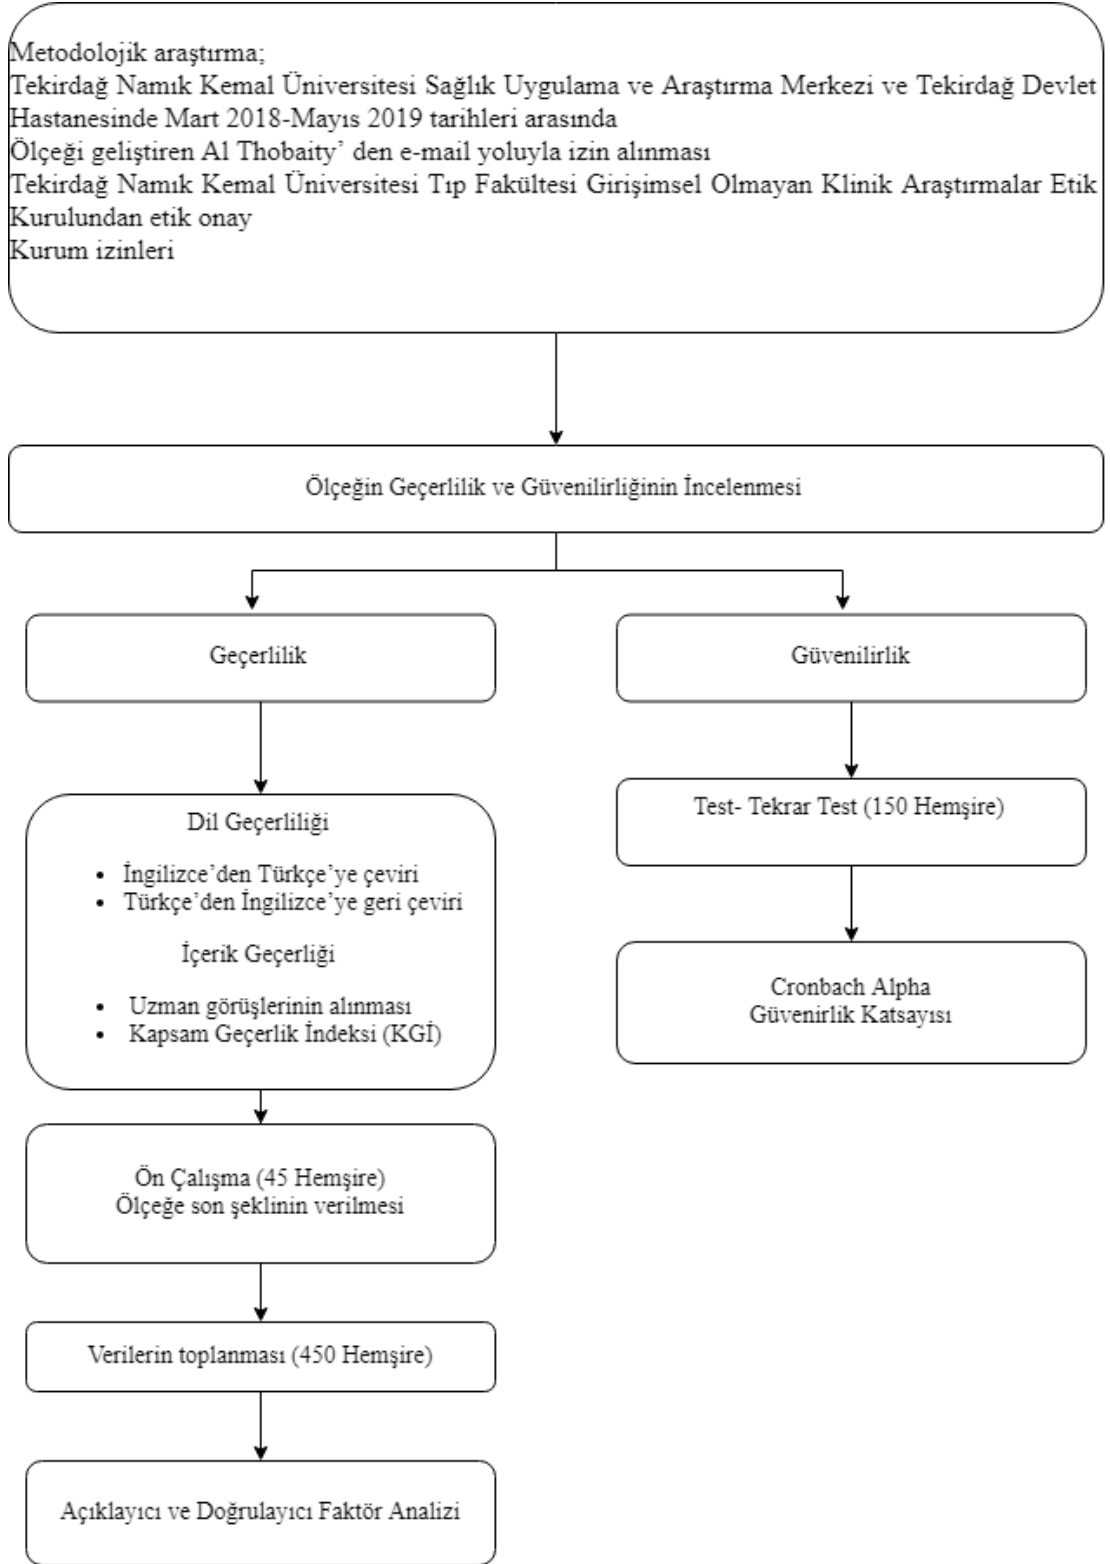 Metodolojik araştırma;
Tekirdağ Namık Kemal Üniversitesi Sağlık Uygulama ve Araştırma Merkezi ve Tekirdağ Devlet
Hastanesinde Mart 2018-Mayıs 2019 tarihleri arasında
Ölçeği geliştiren Al Thobaity’ den e-mail yoluyla izin alınması
Tekirdağ Namık Kemal Üniversitesi Tıp Fakültesi Girişimsel Olmayan Klinik Araştırmalar Etik
Kurulundan etik onay
Kurum izinleri
Ölçeğin Geçerlilik ve Güvenilirliğinin İncelenmesi
Geçerlilik
Dil Geçerliliği
• İngilizce’den Türkçe’ye çeviri
• Türkçe’den İngilizce’ye geri çeviri
İçerik Geçerliği
• Uzman görüşlerinin alınması
• Kapsam Geçerlik İndeksi (KGİ)
Ön Çalışma (45 Hemşire)
Ölçeğe son şeklinin verilmesi
Verilerin toplanması (450 Hemşire)
Açıklayıcı ve Doğrulayıcı Faktör Analizi
Güvenilirlik
Test- Tekrar Test (150 Hemşire)
Cronbach Alpha
Güvenirlik Katsayısı